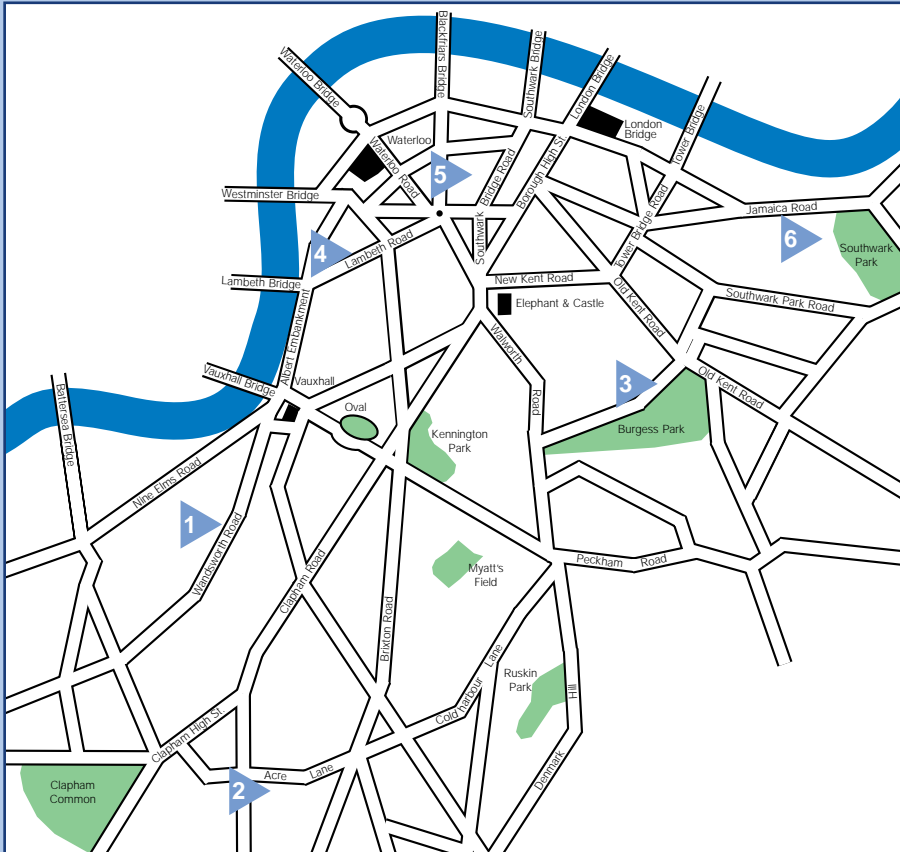 Blackfriars Bridge
Southwark Bridge
London Bridge
Waterloo Bridge
London
Bridge
Tower Bridge
Waterloo
Waterloo Road
5
Bridge Road
Southwark
Borough High St.
Westminster Bridge
Tower Bridge Road
Jamaica Road
6
Southwark
Park
4
Lambeth Road
Lambeth Bridge
New Kent Road
Elephant & Castle
Old Kent Road
Southwark Park Road
Albert Embankment
Walworth
Road
Vauxhall Bridge
Vauxhall
3
Old Kent Road
Battersea Bridge
Oval
Kennington
Park
Burgess Park
Nine Elms Road
1
Wandsworth Road
Clapham Road
Myatt's
Field
Peckham Road
Brixton Road
Cold harbour Lane
Ruskin
Park
Hill
Denmark
Clapham High St.
Acre Lane
2
Clapham
Common